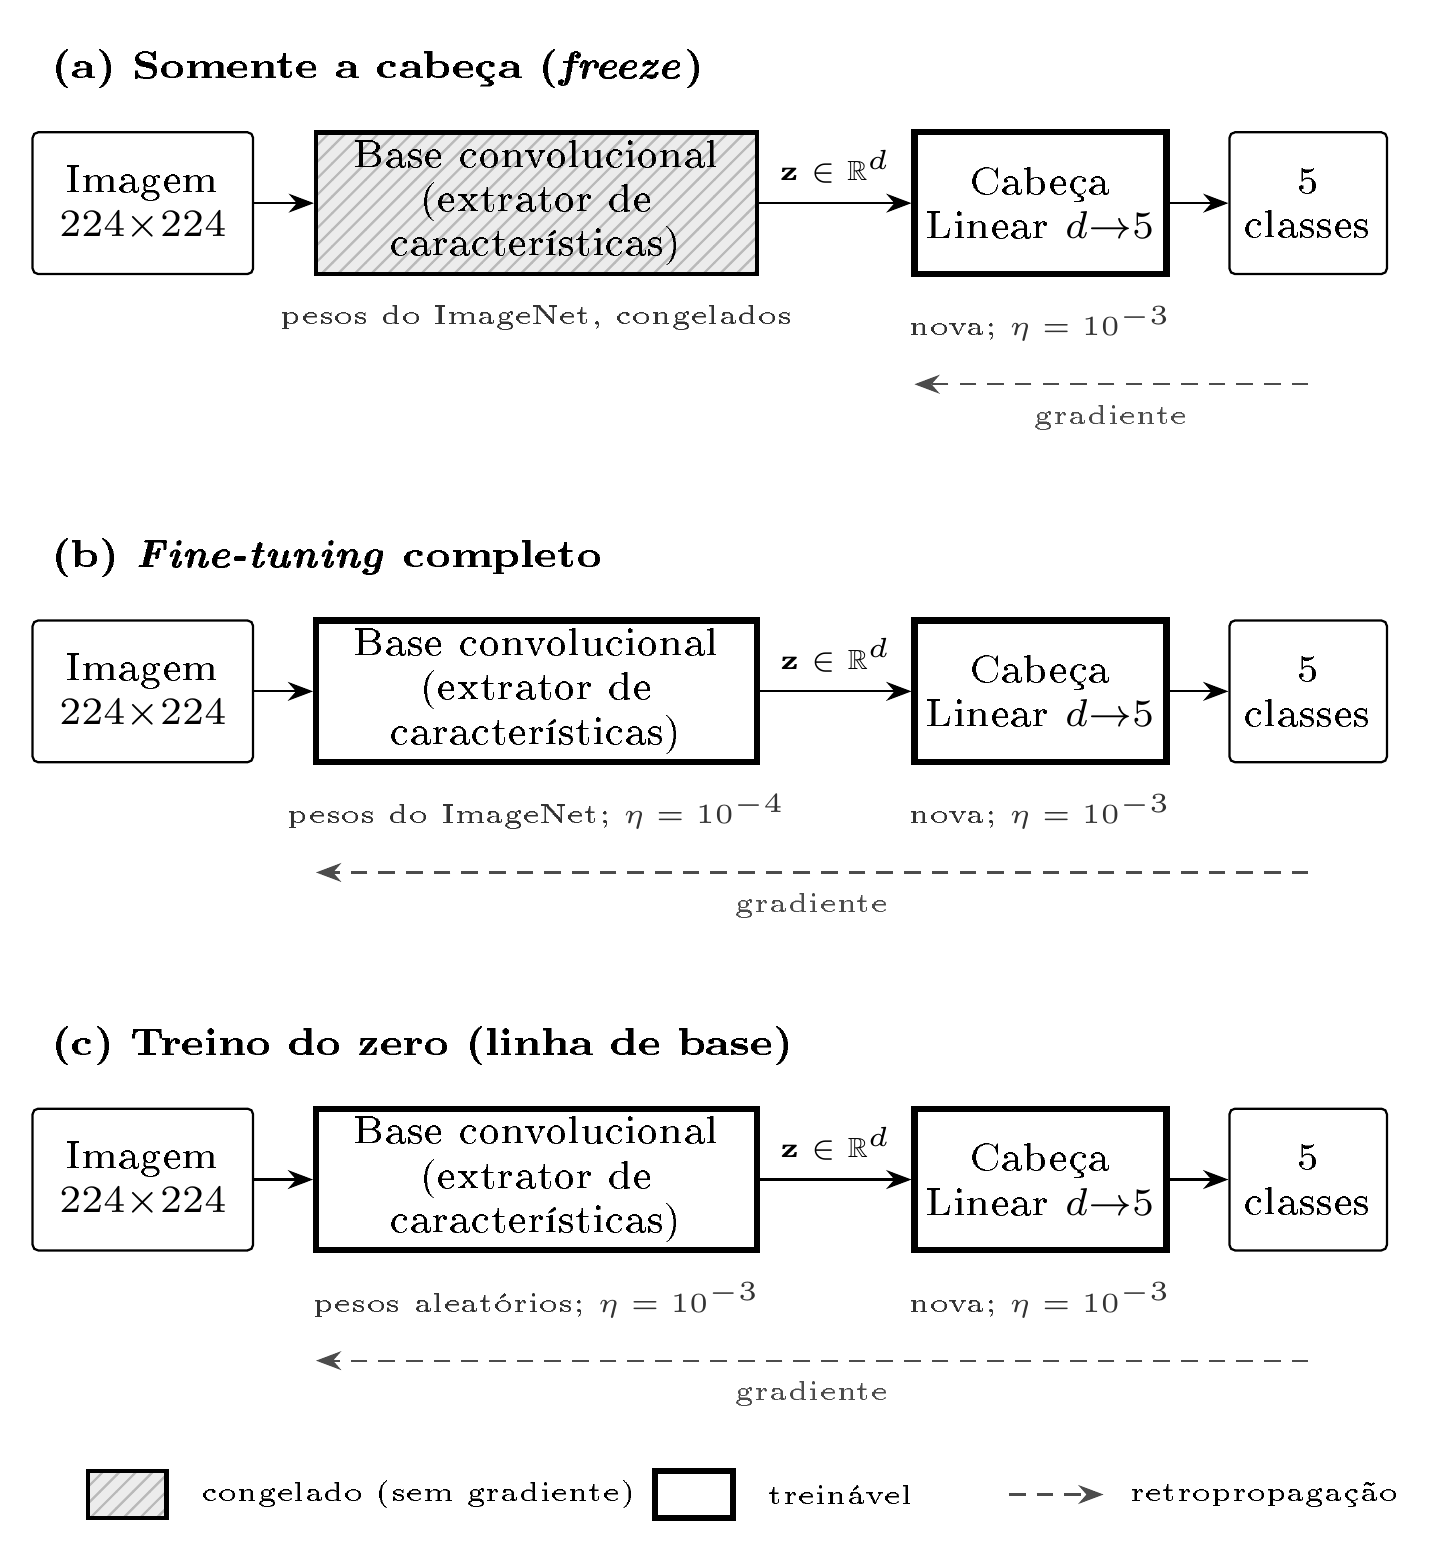 (a) Somente a cabeça (freeze)
Imagem
224×224
Base convolucional
(extrator de
características)
z ∈ ℝ^d
Cabeça
Linear d→5
5
classes
pesos do ImageNet, congelados
nova; η = 10^−3
gradiente
(b) Fine-tuning completo
Imagem
224×224
Base convolucional
(extrator de
características)
z ∈ ℝ^d
Cabeça
Linear d→5
5
classes
pesos do ImageNet; η = 10^−4
nova; η = 10^−3
gradiente
(c) Treino do zero (linha de base)
Imagem
224×224
Base convolucional
(extrator de
características)
z ∈ ℝ^d
Cabeça
Linear d→5
5
classes
pesos aleatórios; η = 10^−3
nova; η = 10^−3
gradiente
congelado (sem gradiente)
treinável
retropropagação